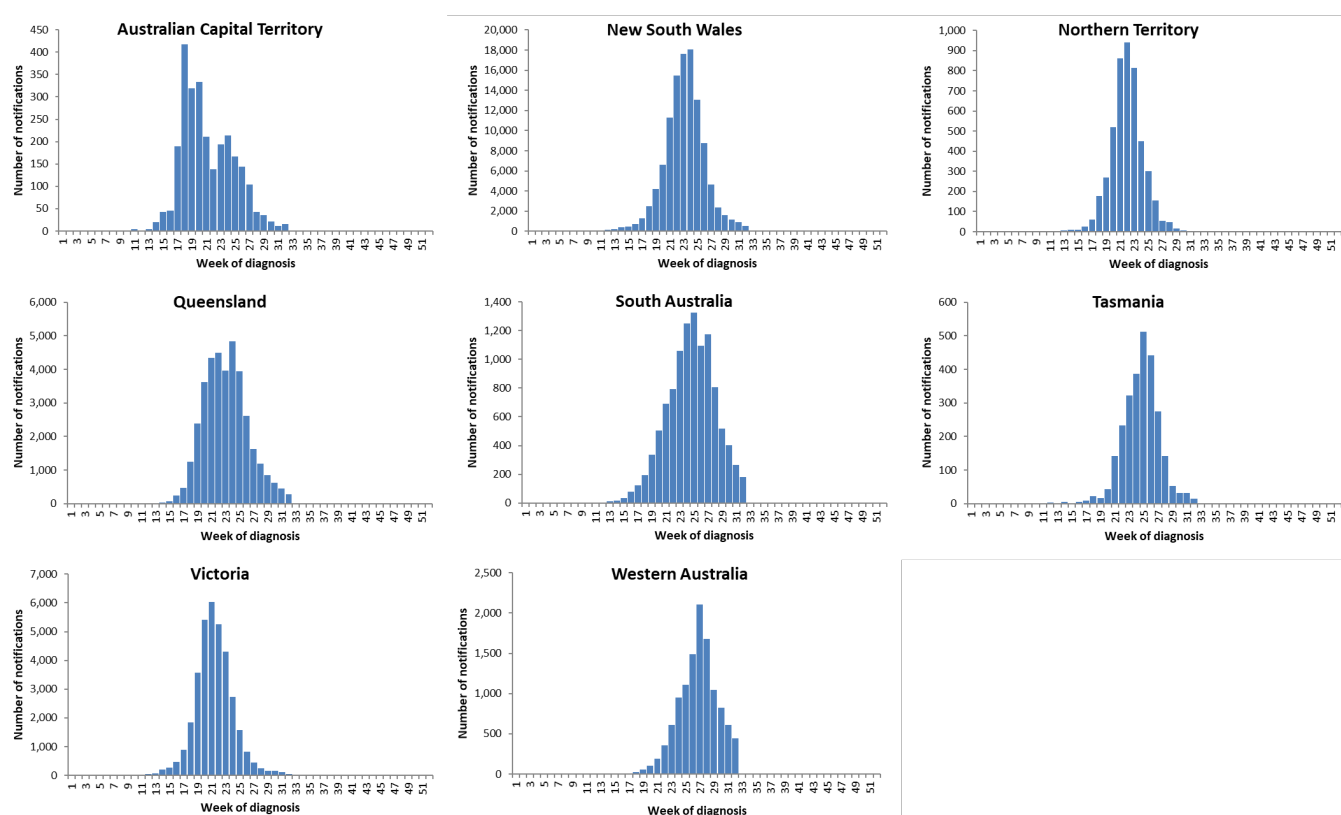 Australian Capital Territory
Number of notifications
450
400
350
300
250
200
150
100
50
0
1 3 5 7 9 11 13 15 17 19 21 23 25 27 29 31 33 35 37 39 41 43 45 47 49 51
Week of diagnosis
New South Wales
Number of notifications
20,000
18,000
16,000
14,000
12,000
10,000
8,000
6,000
4,000
2,000
0
1 3 5 7 9 11 13 15 17 19 21 23 25 27 29 31 33 35 37 39 41 43 45 47 49 51
Week of diagnosis
Northern Territory
Number of notifications
1,000
900
800
700
600
500
400
300
200
100
0
1 3 5 7 9 11 13 15 17 19 21 23 25 27 29 31 33 35 37 39 41 43 45 47 49 51
Week of diagnosis
Queensland
Number of notifications
6,000
5,000
4,000
3,000
2,000
1,000
0
1 3 5 7 9 11 13 15 17 19 21 23 25 27 29 31 33 35 37 39 41 43 45 47 49 51
Week of diagnosis
South Australia
Number of notifications
1,400
1,200
1,000
800
600
400
200
0
1 3 5 7 9 11 13 15 17 19 21 23 25 27 29 31 33 35 37 39 41 43 45 47 49 51
Week of diagnosis
Tasmania
Number of notifications
600
500
400
300
200
100
0
1 3 5 7 9 11 13 15 17 19 21 23 25 27 29 31 33 35 37 39 41 43 45 47 49 51
Week of diagnosis
Victoria
Number of notifications
7,000
6,000
5,000
4,000
3,000
2,000
1,000
0
1 3 5 7 9 11 13 15 17 19 21 23 25 27 29 31 33 35 37 39 41 43 45 47 49 51
Week of diagnosis
Western Australia
Number of notifications
2,500
2,000
1,500
1,000
500
0
1 3 5 7 9 11 13 15 17 19 21 23 25 27 29 31 33 35 37 39 41 43 45 47 49 51
Week of diagnosis